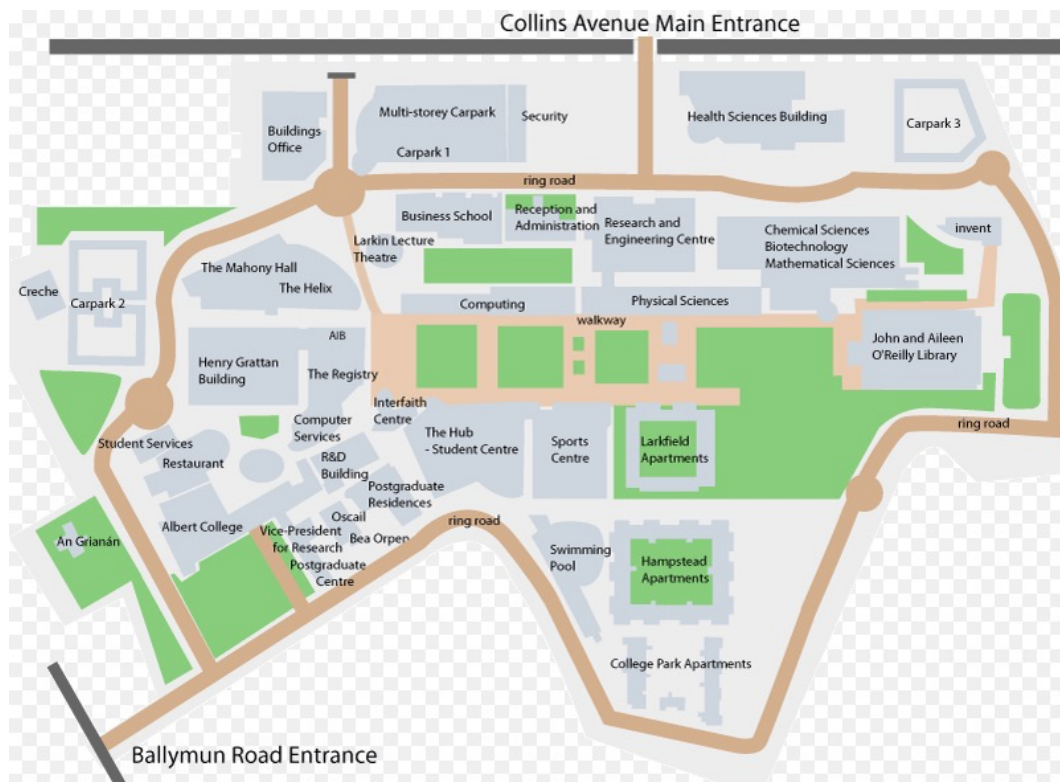 Collins Avenue Main Entrance
Multi-storey Carpark
Security
Health Sciences Building
Carpark 3
Buildings
Office
Carpark 1
ring road
Business School
Reception and
Administration
Research and
Engineering Centre
Chemical Sciences
Biotechnology
Mathematical Sciences
invent
Larkin Lecture
Theatre
The Mahony Hall
The Helix
Creche
Carpark 2
Computing
Physical Sciences
walkway
AIB
John and Aileen
O'Reilly Library
Henry Grattan
Building
The Registry
Interfaith
Centre
Computer
Services
The Hub
- Student Centre
Sports
Centre
Larkfield
Apartments
ring road
Student Services
Restaurant
R&D
Building
Postgraduate
Residences
Albert College
Oscail
Vice-President
for Research
Bea Orpen
Postgraduate
Centre
ring road
An Grianán
Swimming
Pool
Hampstead
Apartments
College Park Apartments
Ballymun Road Entrance